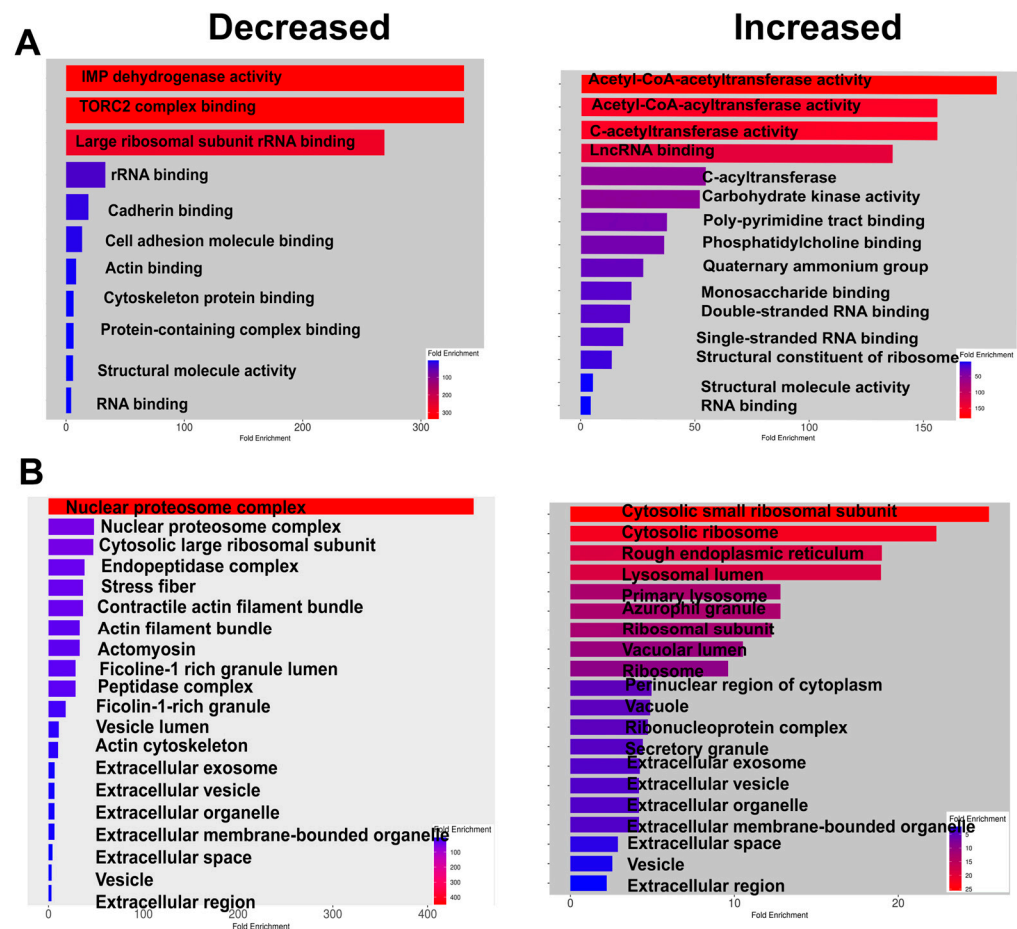 Decreased
Increased
A
IMP dehydrogenase activity
TORC2 complex binding
Large ribosomal subunit rRNA binding
rRNA binding
Cadherin binding
Cell adhesion molecule binding
Actin binding
Cytoskeleton protein binding
Protein-containing complex binding
Structural molecule activity
RNA binding
Fold Enrichment
100
200
300
0
100
200
300
Fold Enrichment
Acetyl-CoA-acetyltransferase activity
Acetyl-CoA-acyltransferase activity
C-acetyltransferase activity
LncRNA binding
C-acyltransferase
Carbohydrate kinase activity
Poly-pyrimidine tract binding
Phosphatidylcholine binding
Quaternary ammonium group
Monosaccharide binding
Double-stranded RNA binding
Single-stranded RNA binding
Structural constituent of ribosome
Structural molecule activity
RNA binding
Fold Enrichment
50
100
150
0
50
100
150
Fold Enrichment
B
Nuclear proteosome complex
Nuclear proteosome complex
Cytosolic large ribosomal subunit
Endopeptidase complex
Stress fiber
Contractile actin filament bundle
Actin filament bundle
Actomyosin
Ficoline-1 rich granule lumen
Peptidase complex
Ficolin-1-rich granule
Vesicle lumen
Actin cytoskeleton
Extracellular exosome
Extracellular vesicle
Extracellular organelle
Extracellular membrane-bounded organelle
Extracellular space
Vesicle
Extracellular region
Fold Enrichment
100
200
300
400
0
100
200
300
400
Fold Enrichment
Cytosolic small ribosomal subunit
Cytosolic ribosome
Rough endoplasmic reticulum
Lysosomal lumen
Primary lysosome
Azurophil granule
Ribosomal subunit
Vacuolar lumen
Ribosome
Perinuclear region of cytoplasm
Vacuole
Ribonucleoprotein complex
Secretory granule
Extracellular exosome
Extracellular vesicle
Extracellular organelle
Extracellular membrane-bounded organelle
Extracellular space
Vesicle
Extracellular region
Fold Enrichment
5
10
15
20
25
0
10
20
Fold Enrichment